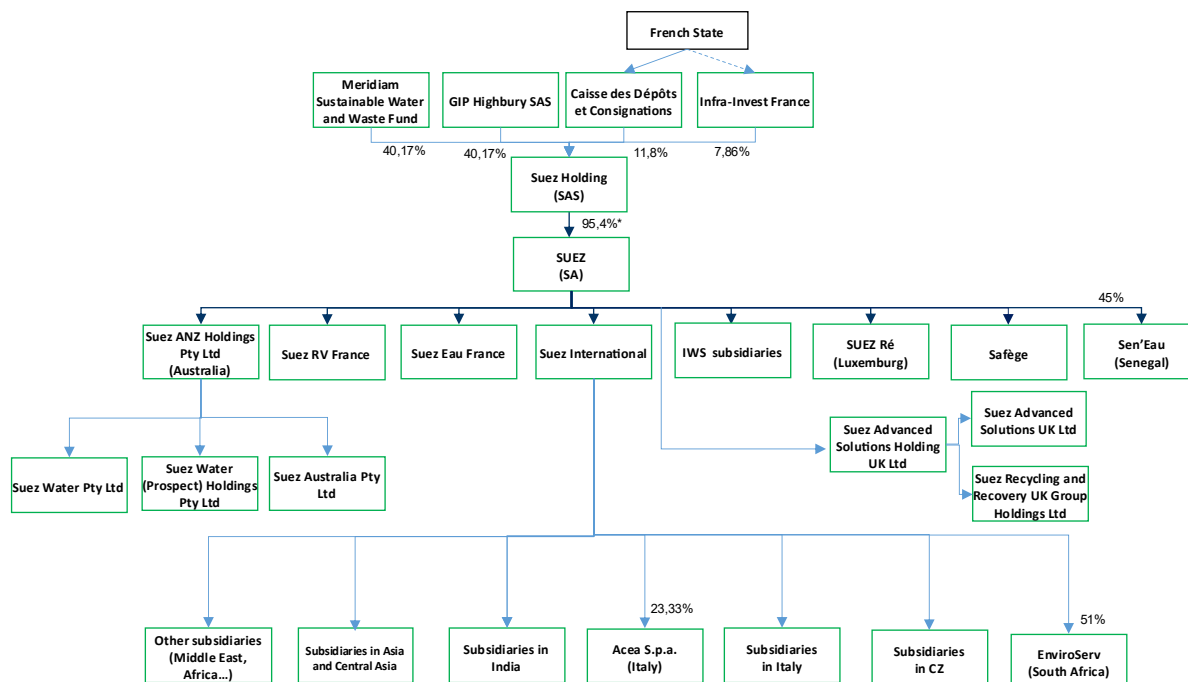 French State
Meridiam
Sustainable Water
and Waste Fund
GIP Highbury SAS
Caisse des Dépôts
et Consignations
Infra-Invest France
40,17%
40,17%
11,8%
7,86%
Suez Holding
(SAS)
95,4%*
SUEZ
(SA)
45%
Suez ANZ Holdings
Pty Ltd
(Australia)
Suez RV France
Suez Eau France
Suez International
IWS subsidiaries
SUEZ Ré
(Luxemburg)
Safège
Sen'Eau
(Senegal)
Suez Water Pty Ltd
Suez Water
(Prospect) Holdings
Pty Ltd
Suez Australia Pty
Ltd
Suez Advanced
Solutions Holding
UK Ltd
Suez Advanced
Solutions UK Ltd
Suez Recycling and
Recovery UK Group
Holdings Ltd
23,33%
51%
Other subsidiaries
(Middle East,
Africa...)
Subsidiaries in Asia
and Central Asia
Subsidiaries in
India
Acea S.p.a.
(Italy)
Subsidiaries
in Italy
Subsidiaries
in CZ
EnviroServ
(South Africa)